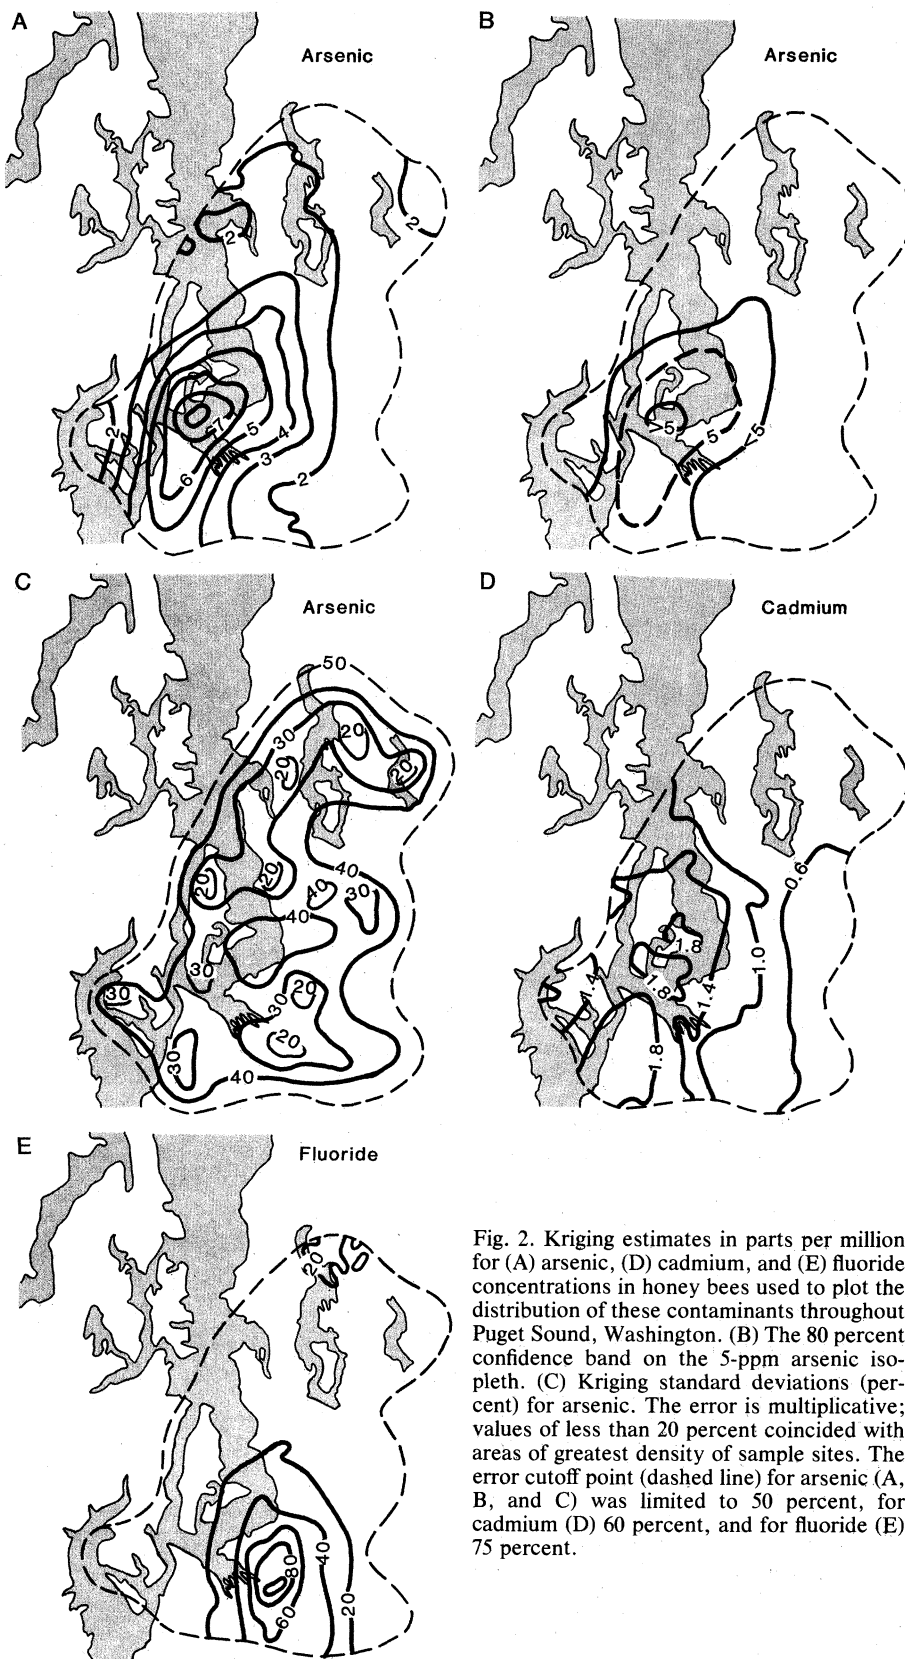 A
Arsenic
2
2
2
7
5
4
3
2
6
B
Arsenic
>5
5
<5
C
Arsenic
50
30
20
20
20
20
20
40
40
30
40
30
30
20
30
20
30
40
D
Cadmium
0.6
1.8
1.8
1.0
1.4
1.8
1.4
1.8
E
Fluoride
20
80
40
60
20
Fig. 2. Kriging estimates in parts per million
for (A) arsenic, (D) cadmium, and (E) fluoride
concentrations in honey bees used to plot the
distribution of these contaminants throughout
Puget Sound, Washington. (B) The 80 percent
confidence band on the 5-ppm arsenic iso-
pleth. (C) Kriging standard deviations (per-
cent) for arsenic. The error is multiplicative;
values of less than 20 percent coincided with
areas of greatest density of sample sites. The
error cutoff point (dashed line) for arsenic (A,
B, and C) was limited to 50 percent, for
cadmium (D) 60 percent, and for fluoride (E)
75 percent.